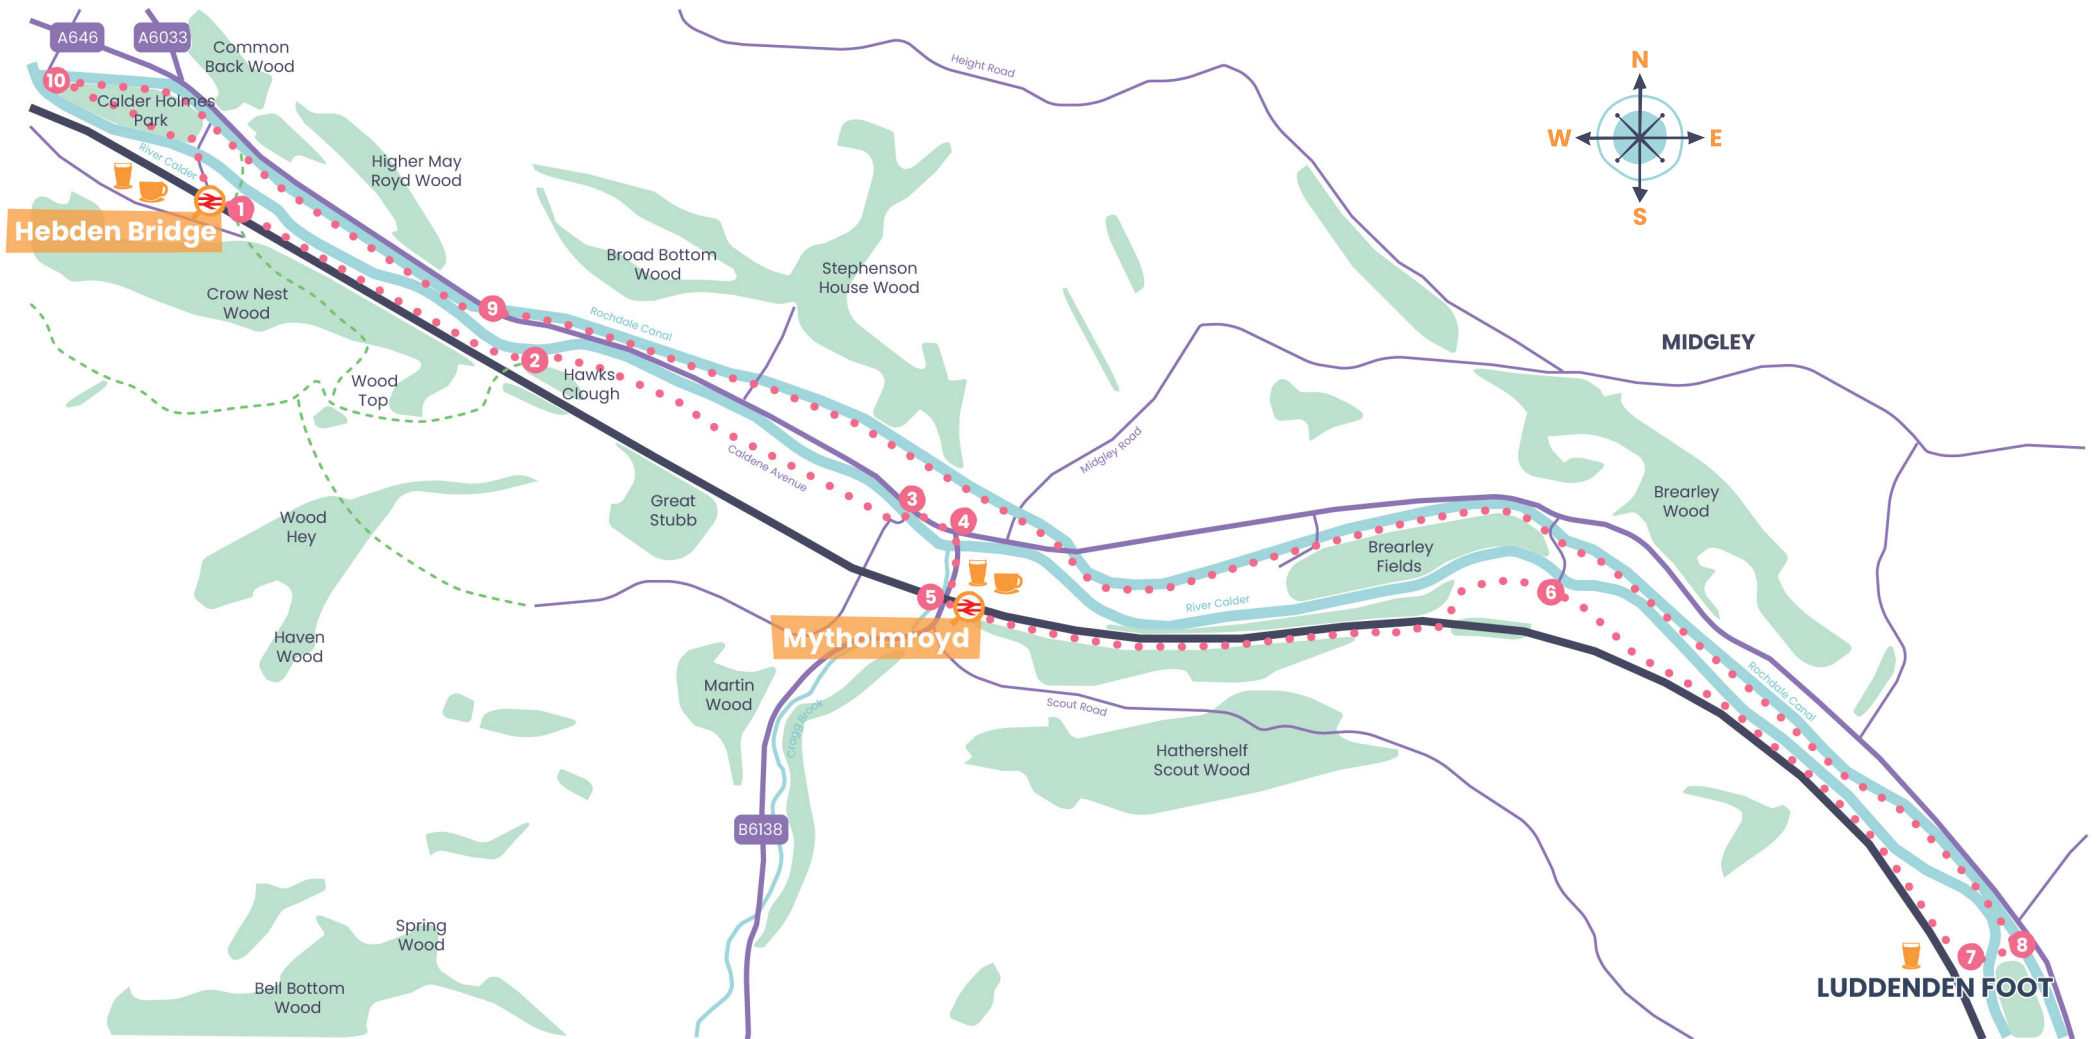 A646
A6033
Common
Back Wood
Height Road
N
W
E
S
10
Calder Holmes
Park
River Calder
Higher May
Royd Wood
1
Hebden Bridge
Broad Bottom
Wood
Stephenson
House Wood
Crow Nest
Wood
9
Rochdale Canal
2
MIDGLEY
Wood
Top
Hawks
Clough
Midgley Road
Caldene Avenue
3
4
Great
Stubb
Wood
Hey
Brearley
Wood
Brearley
Fields
5
6
River Calder
Mytholmroyd
Haven
Wood
Martin
Wood
Scout Road
Cragg Brook
Rochdale Canal
Hathershelf
Scout Wood
B6138
Spring
Wood
Bell Bottom
Wood
7
8
LUDDENDEN FOOT